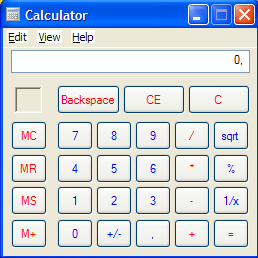 Calculator
Edit View Help
0,
Backspace CE C
MC 7 8 9 / sqrt
MR 4 5 6 * %
MS 1 2 3 - 1/x
M+ 0 +/- , + =